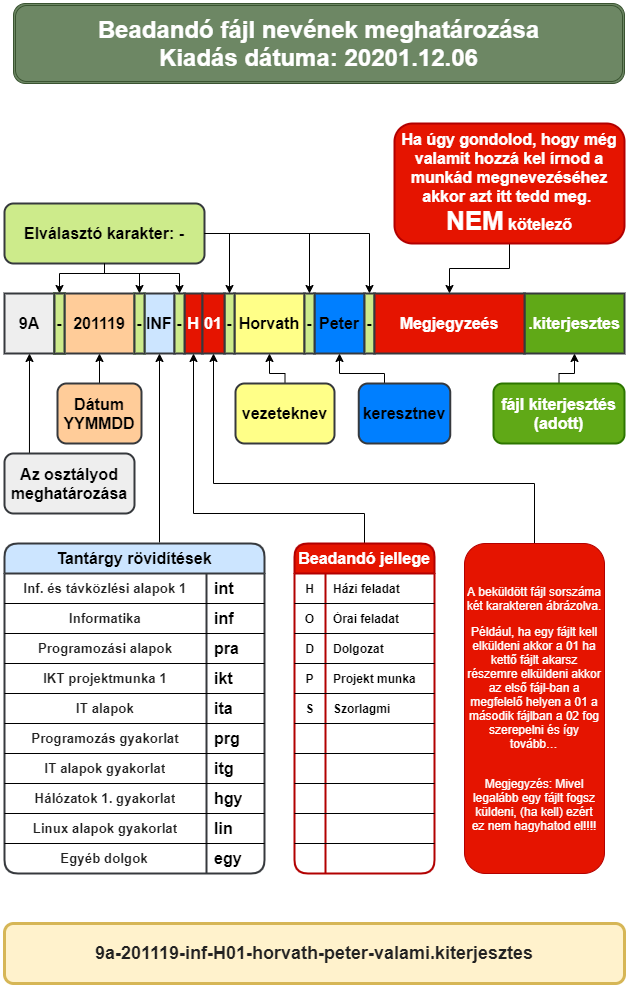 Beadandó fájl nevének meghatározása
Kiadás dátuma: 20201.12.06
Ha úgy gondolod, hogy még
valamit hozzá kel írnod a
munkád megnevezéséhez
akkor azt itt tedd meg.
NEM kötelező
Elválasztó karakter: -
9A - 201119 - INF - H 01 - Horvath - Peter - Megjegyzeés .kiterjesztes
Dátum
YYMMDD
vezeteknev
keresztnev
fájl kiterjesztés
(adott)
Az osztályod
meghatározása
Tantárgy rövidítések
Inf. és távközlési alapok 1 int
Informatika inf
Programozási alapok pra
IKT projektmunka 1 ikt
IT alapok ita
Programozás gyakorlat prg
IT alapok gyakorlat itg
Hálózatok 1. gyakorlat hgy
Linux alapok gyakorlat lin
Egyéb dolgok egy
Beadandó jellege
H Házi feladat
O Órai feladat
D Dolgozat
P Projekt munka
S Szorlagmi
A beküldött fájl sorszáma
két karakteren ábrázolva.
Például, ha egy fájlt kell
elküldeni akkor a 01 ha
kettő fájlt akarsz
részemre elküldeni akkor
az első fájl-ban a
megfelelő helyen a 01 a
második fájlban a 02 fog
szerepelni és így
tovább…
Megjegyzés: Mivel
legalább egy fájlt fogsz
küldeni, (ha kell) ezért
ez nem hagyhatod el!!!!
9a-201119-inf-H01-horvath-peter-valami.kiterjesztes